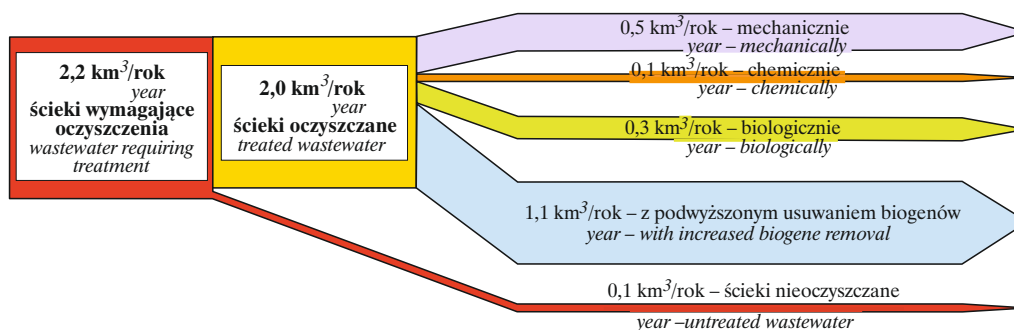 2,2 km³/rok
year
ścieki wymagające
oczyszczenia
wastewater requiring
treatment
2,0 km³/rok
year
ścieki oczyszczane
treated wastewater
0,5 km³/rok – mechanicznie
year – mechanically
0,1 km³/rok – chemicznie
year – chemically
0,3 km³/rok – biologicznie
year – biologically
1,1 km³/rok – z podwyższonym usuwaniem biogenów
year – with increased biogene removal
0,1 km³/rok – ścieki nieoczyszczane
year –untreated wastewater